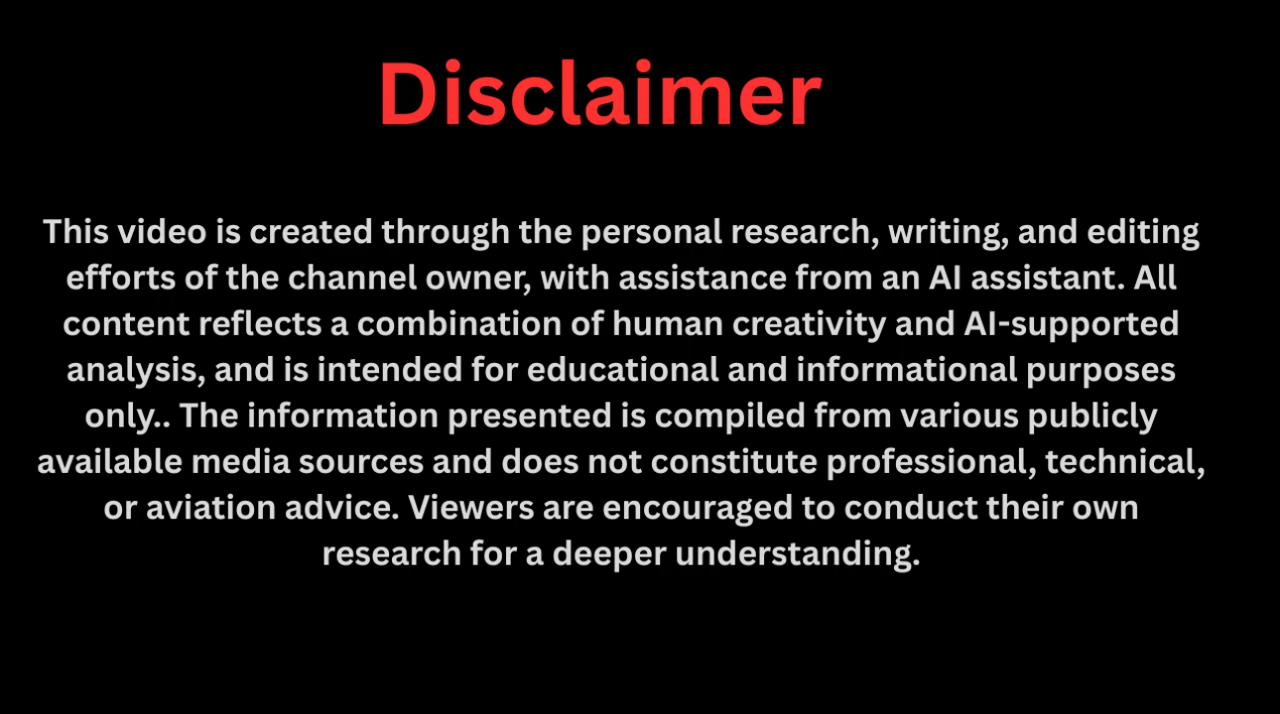 Disclaimer
This video is created through the personal research, writing, and editing
efforts of the channel owner, with assistance from an AI assistant. All
content reflects a combination of human creativity and AI-supported
analysis, and is intended for educational and informational purposes
only.. The information presented is compiled from various publicly
available media sources and does not constitute professional, technical,
or aviation advice. Viewers are encouraged to conduct their own
research for a deeper understanding.